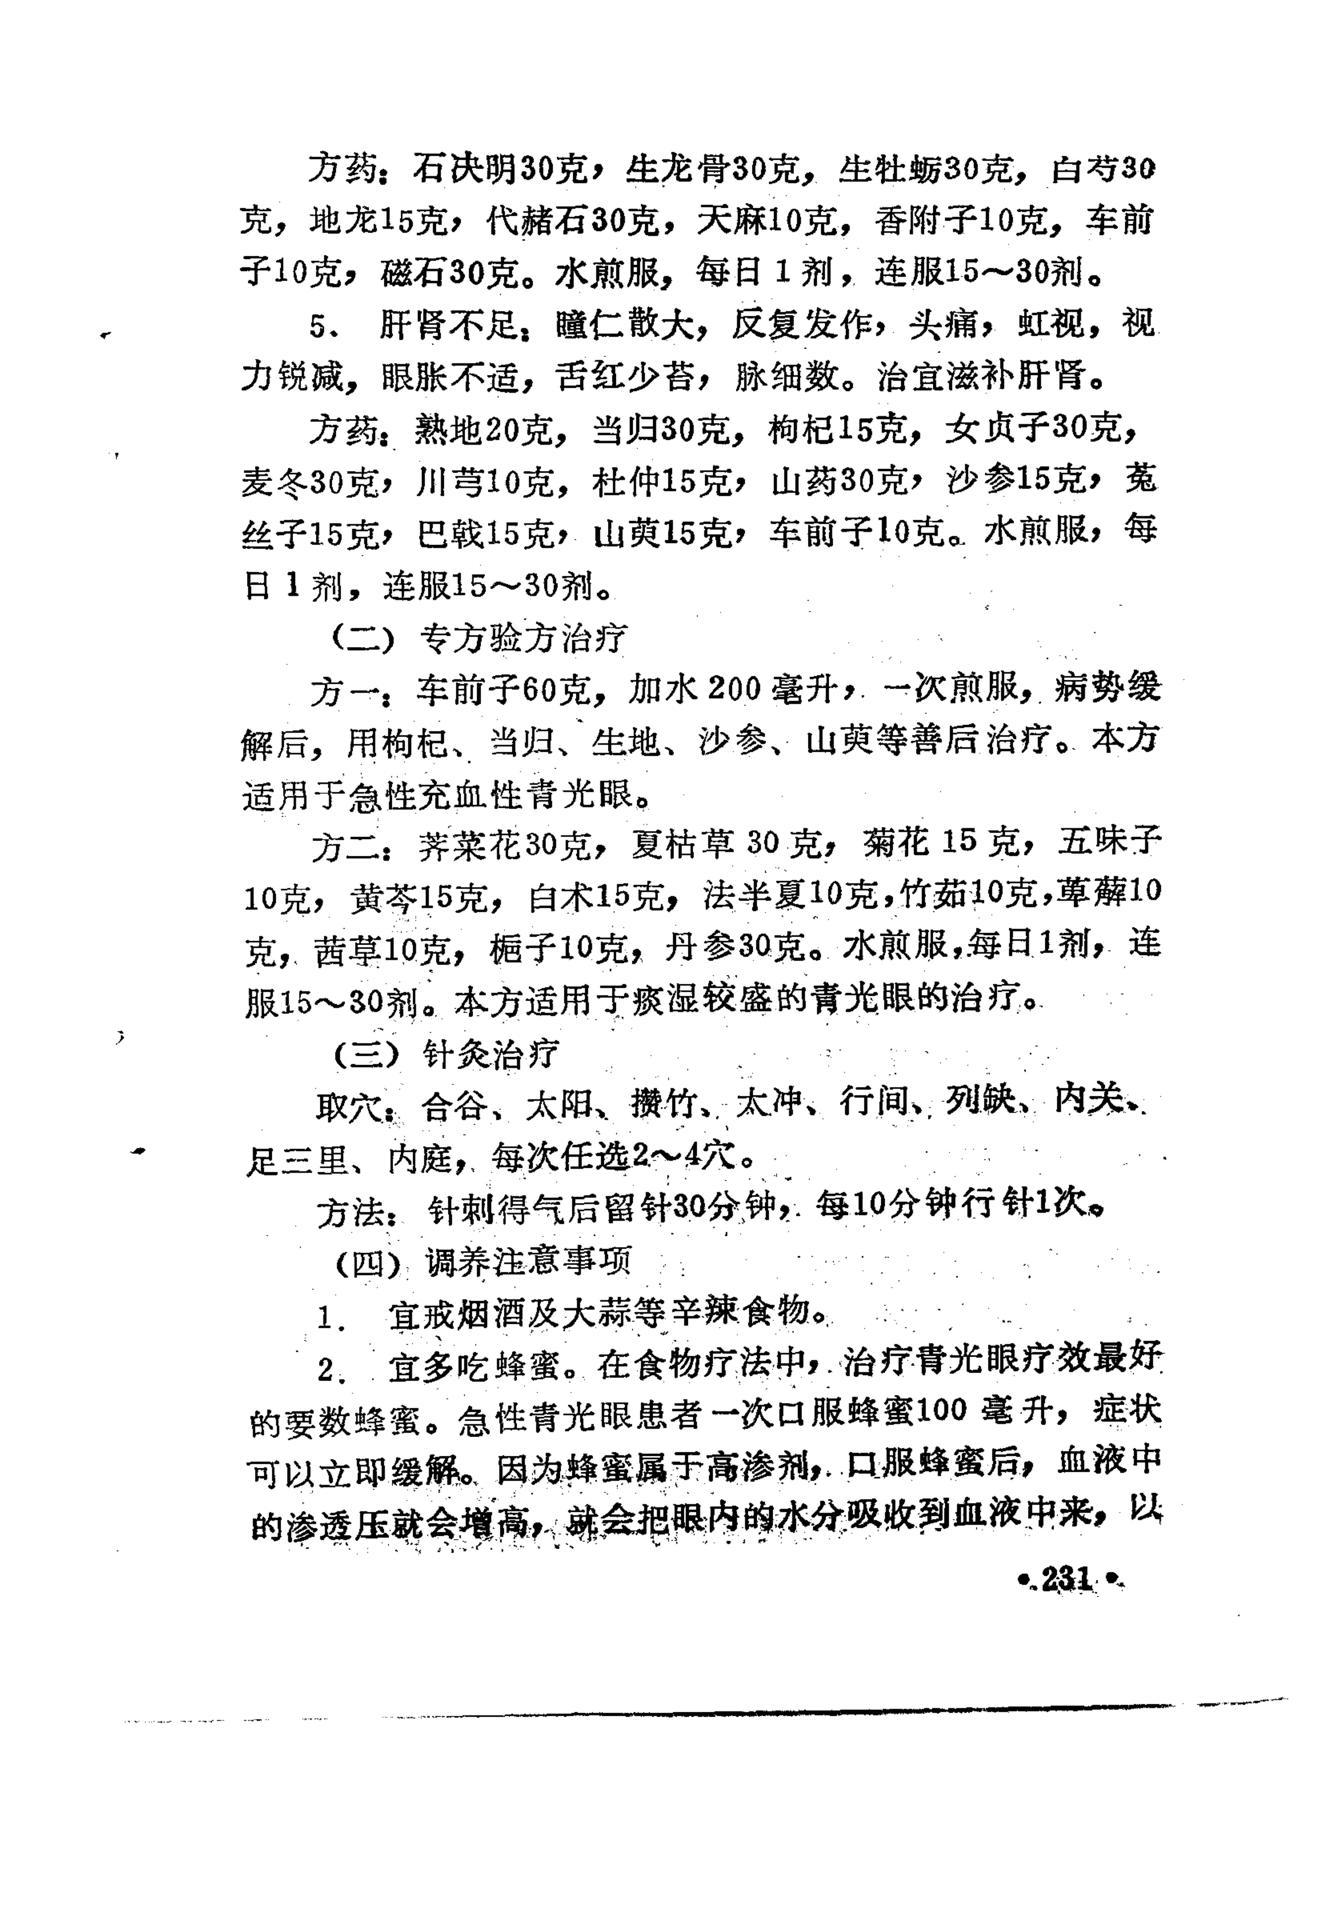 方药：石决明30克，生龙骨30克，生牡蛎30克，白芍30
克，地龙15克，代赭石30克，天麻10克，香附子10克，车前
子10克，磁石30克。水煎服，每日1剂，连服15～30剂。
5．肝肾不足：瞳仁散大，反复发作，头痛，虹视，视
力锐减，眼胀不适，舌红少苔，脉细数。治宜滋补肝肾。
方药：熟地20克，当归30克，枸杞15克，女贞子30克，
麦冬30克，川芎10克，杜仲15克，山药30克，沙参15克，菟
丝子15克，巴戟15克，山萸15克，车前子10克。水煎服，每
日1剂，连服15～30剂。
（二）专方验方治疗
方一：车前子60克，加水200毫升，一次煎服，病势缓
解后，用枸杞、当归、生地、沙参、山萸等善后治疗。本方
适用于急性充血性青光眼。
方二：荠菜花30克，夏枯草30克，菊花15克，五味子
10克，黄芩15克，白术15克，法半夏10克，竹茹10克，萆薢10
克，茜草10克，栀子10克，丹参30克。水煎服，每日1剂，连
服15～30剂。本方适用于痰湿较盛的青光眼的治疗。
（三）针灸治疗
取穴：合谷、太阳、攒竹、太冲、行间、列缺、内关、
足三里、内庭，每次任选2～4穴。
方法：针刺得气后留针30分钟，每10分钟行针1次。
（四）调养注意事项
1．宜戒烟酒及大蒜等辛辣食物。
2．宜多吃蜂蜜。在食物疗法中，治疗青光眼疗效最好
的要数蜂蜜。急性青光眼患者一次口服蜂蜜100毫升，症状
可以立即缓解。因为蜂蜜属于高渗剂，口服蜂蜜后，血液中
的渗透压就会增高，就会把眼内的水分吸收到血液中来，以
•231•